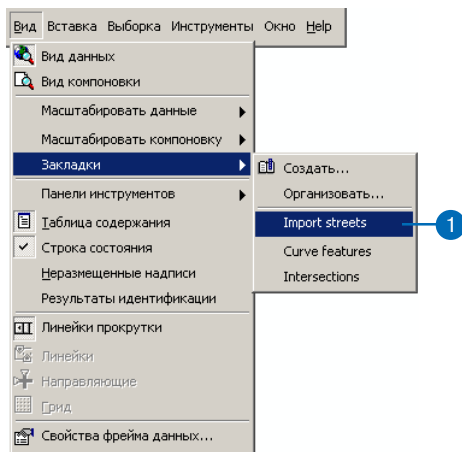 Вид Вставка Выборка Инструменты Окно Help
Вид данных
Вид компоновки
Масштабировать данные
Масштабировать компоновку
Закладки
Панели инструментов
Таблица содержания
Строка состояния
Неразмещенные надписи
Результаты идентификации
Линейки прокрутки
Линейки
Направляющие
Грид
Свойства фрейма данных...
Создать...
Организовать...
Import streets
Curve features
Intersections
1